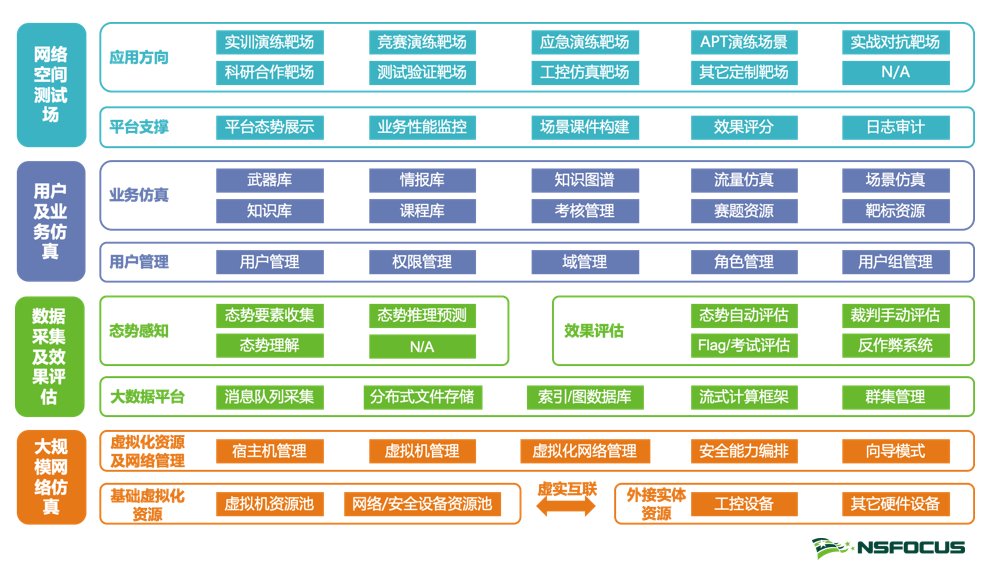 网络
空间
测试
场
应用方向
实训演练靶场
竞赛演练靶场
应急演练靶场
APT演练场景
实战对抗靶场
科研合作靶场
测试验证靶场
工控仿真靶场
其它定制靶场
N/A
平台支撑
平台态势展示
业务性能监控
场景课件构建
效果评分
日志审计
用户
及业
务仿
真
业务仿真
武器库
情报库
知识图谱
流量仿真
场景仿真
知识库
课程库
考核管理
赛题资源
靶标资源
用户管理
用户管理
权限管理
域管理
角色管理
用户组管理
数据
采集
及效
果评
估
态势感知
态势要素收集
态势推理预测
态势理解
N/A
效果评估
态势自动评估
裁判手动评估
Flag/考试评估
反作弊系统
大数据平台
消息队列采集
分布式文件存储
索引/图数据库
流式计算框架
群集管理
大规
模网
络仿
真
虚拟化资源
及网络管理
宿主机管理
虚拟机管理
虚拟化网络管理
安全能力编排
向导模式
基础虚拟化
资源
虚拟机资源池
网络/安全设备资源池
虚实互联
外接实体
资源
工控设备
其它硬件设备
NSFOCUS